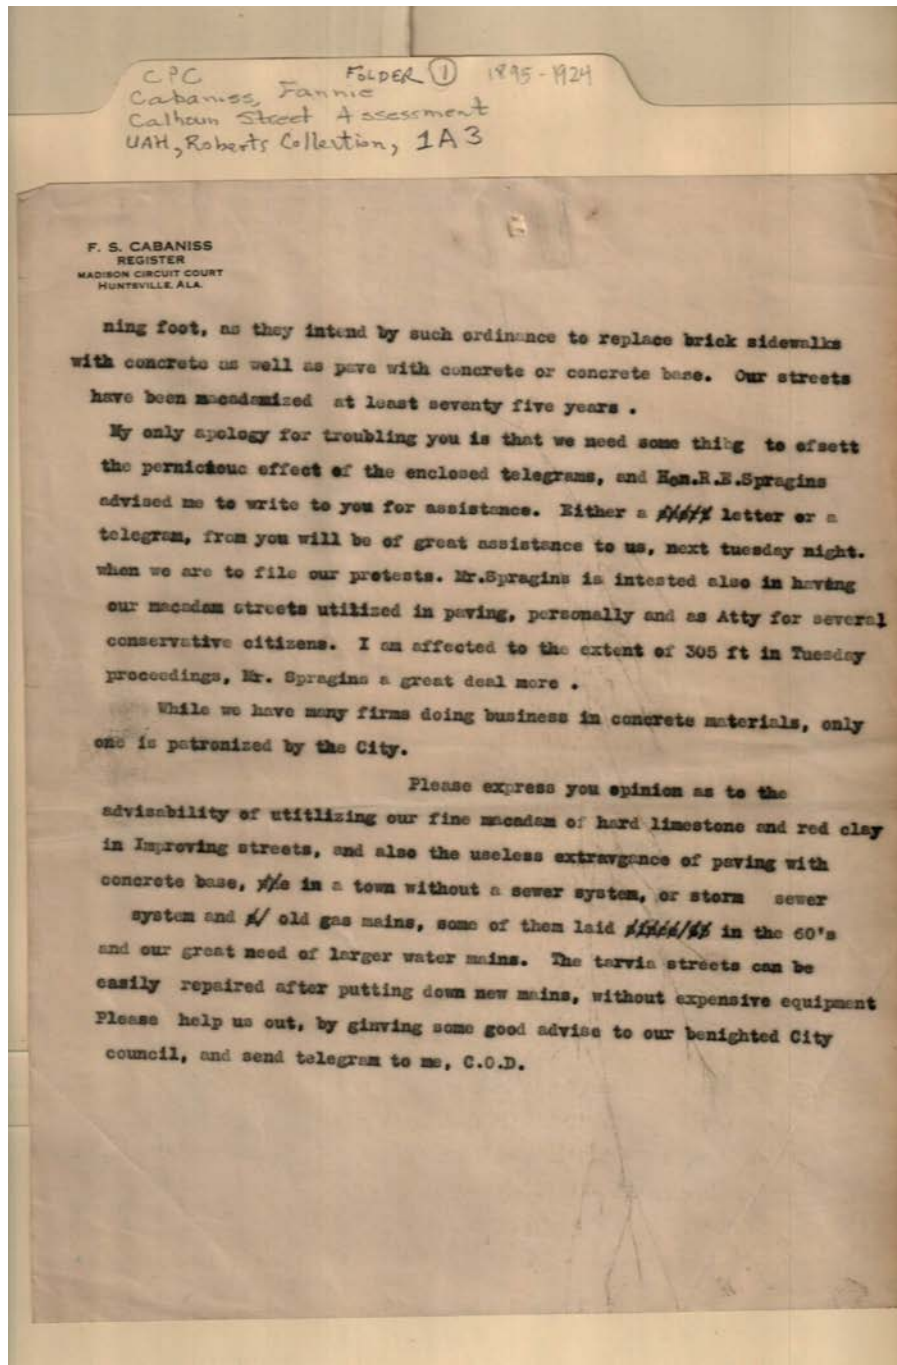 CPC FOLDER 1 1895-1924
Cabaniss, Fannie
Calhoun Street Assessment
UAH, Roberts Collection, 1A3
F. S. CABANISS
REGISTER
MADISON CIRCUIT COURT
HUNTSVILLE, ALA.
ning foot, as they intend by such ordinance to replace brick sidewalks
with concrete as well as pave with concrete or concrete base. Our streets
have been macadamized at least seventy five years .
My only apology for troubling you is that we need some thibg to ofsett
the pernictouc effect of the enclosed telegrams, and Hon.R.E.Spragins
advised me to write to you for assistance. Either a letter or a
telegram, from you will be of great assistance to us, next tuesday night.
when we are to file our protests. Mr.Spragins is intested also in having
our macadam streets utilized in paving, personally and as Atty for several
conservative citizens. I am affected to the extent of 305 ft in Tuesday
proceedings, Mr. Spragins a great deal more .
While we have many firms doing business in concrete materials, only
one is patronized by the City.
Please express you opinion as to the
advisability of utitlizing our fine macadam of hard limestone and red clay
in Improving streets, and also the useless extravgance of paving with
concrete base, in a town without a sewer system, or storm sewer
system and old gas mains, some of them laid in the 60's
and our great need of larger water mains. The tarvia streets can be
easily repaired after putting down new mains, without expensive equipment
Please help us out, by ginving some good advise to our benighted City
council, and send telegram to me, C.O.D.